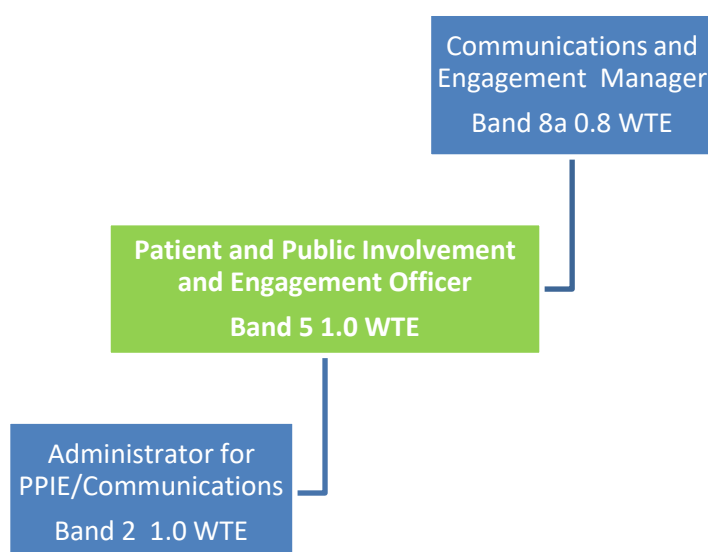 Communications and
Engagement  Manager
Band 8a 0.8 WTE
Patient and Public Involvement
and Engagement Officer
Band 5 1.0 WTE
Administrator for
PPIE/Communications
Band 2  1.0 WTE